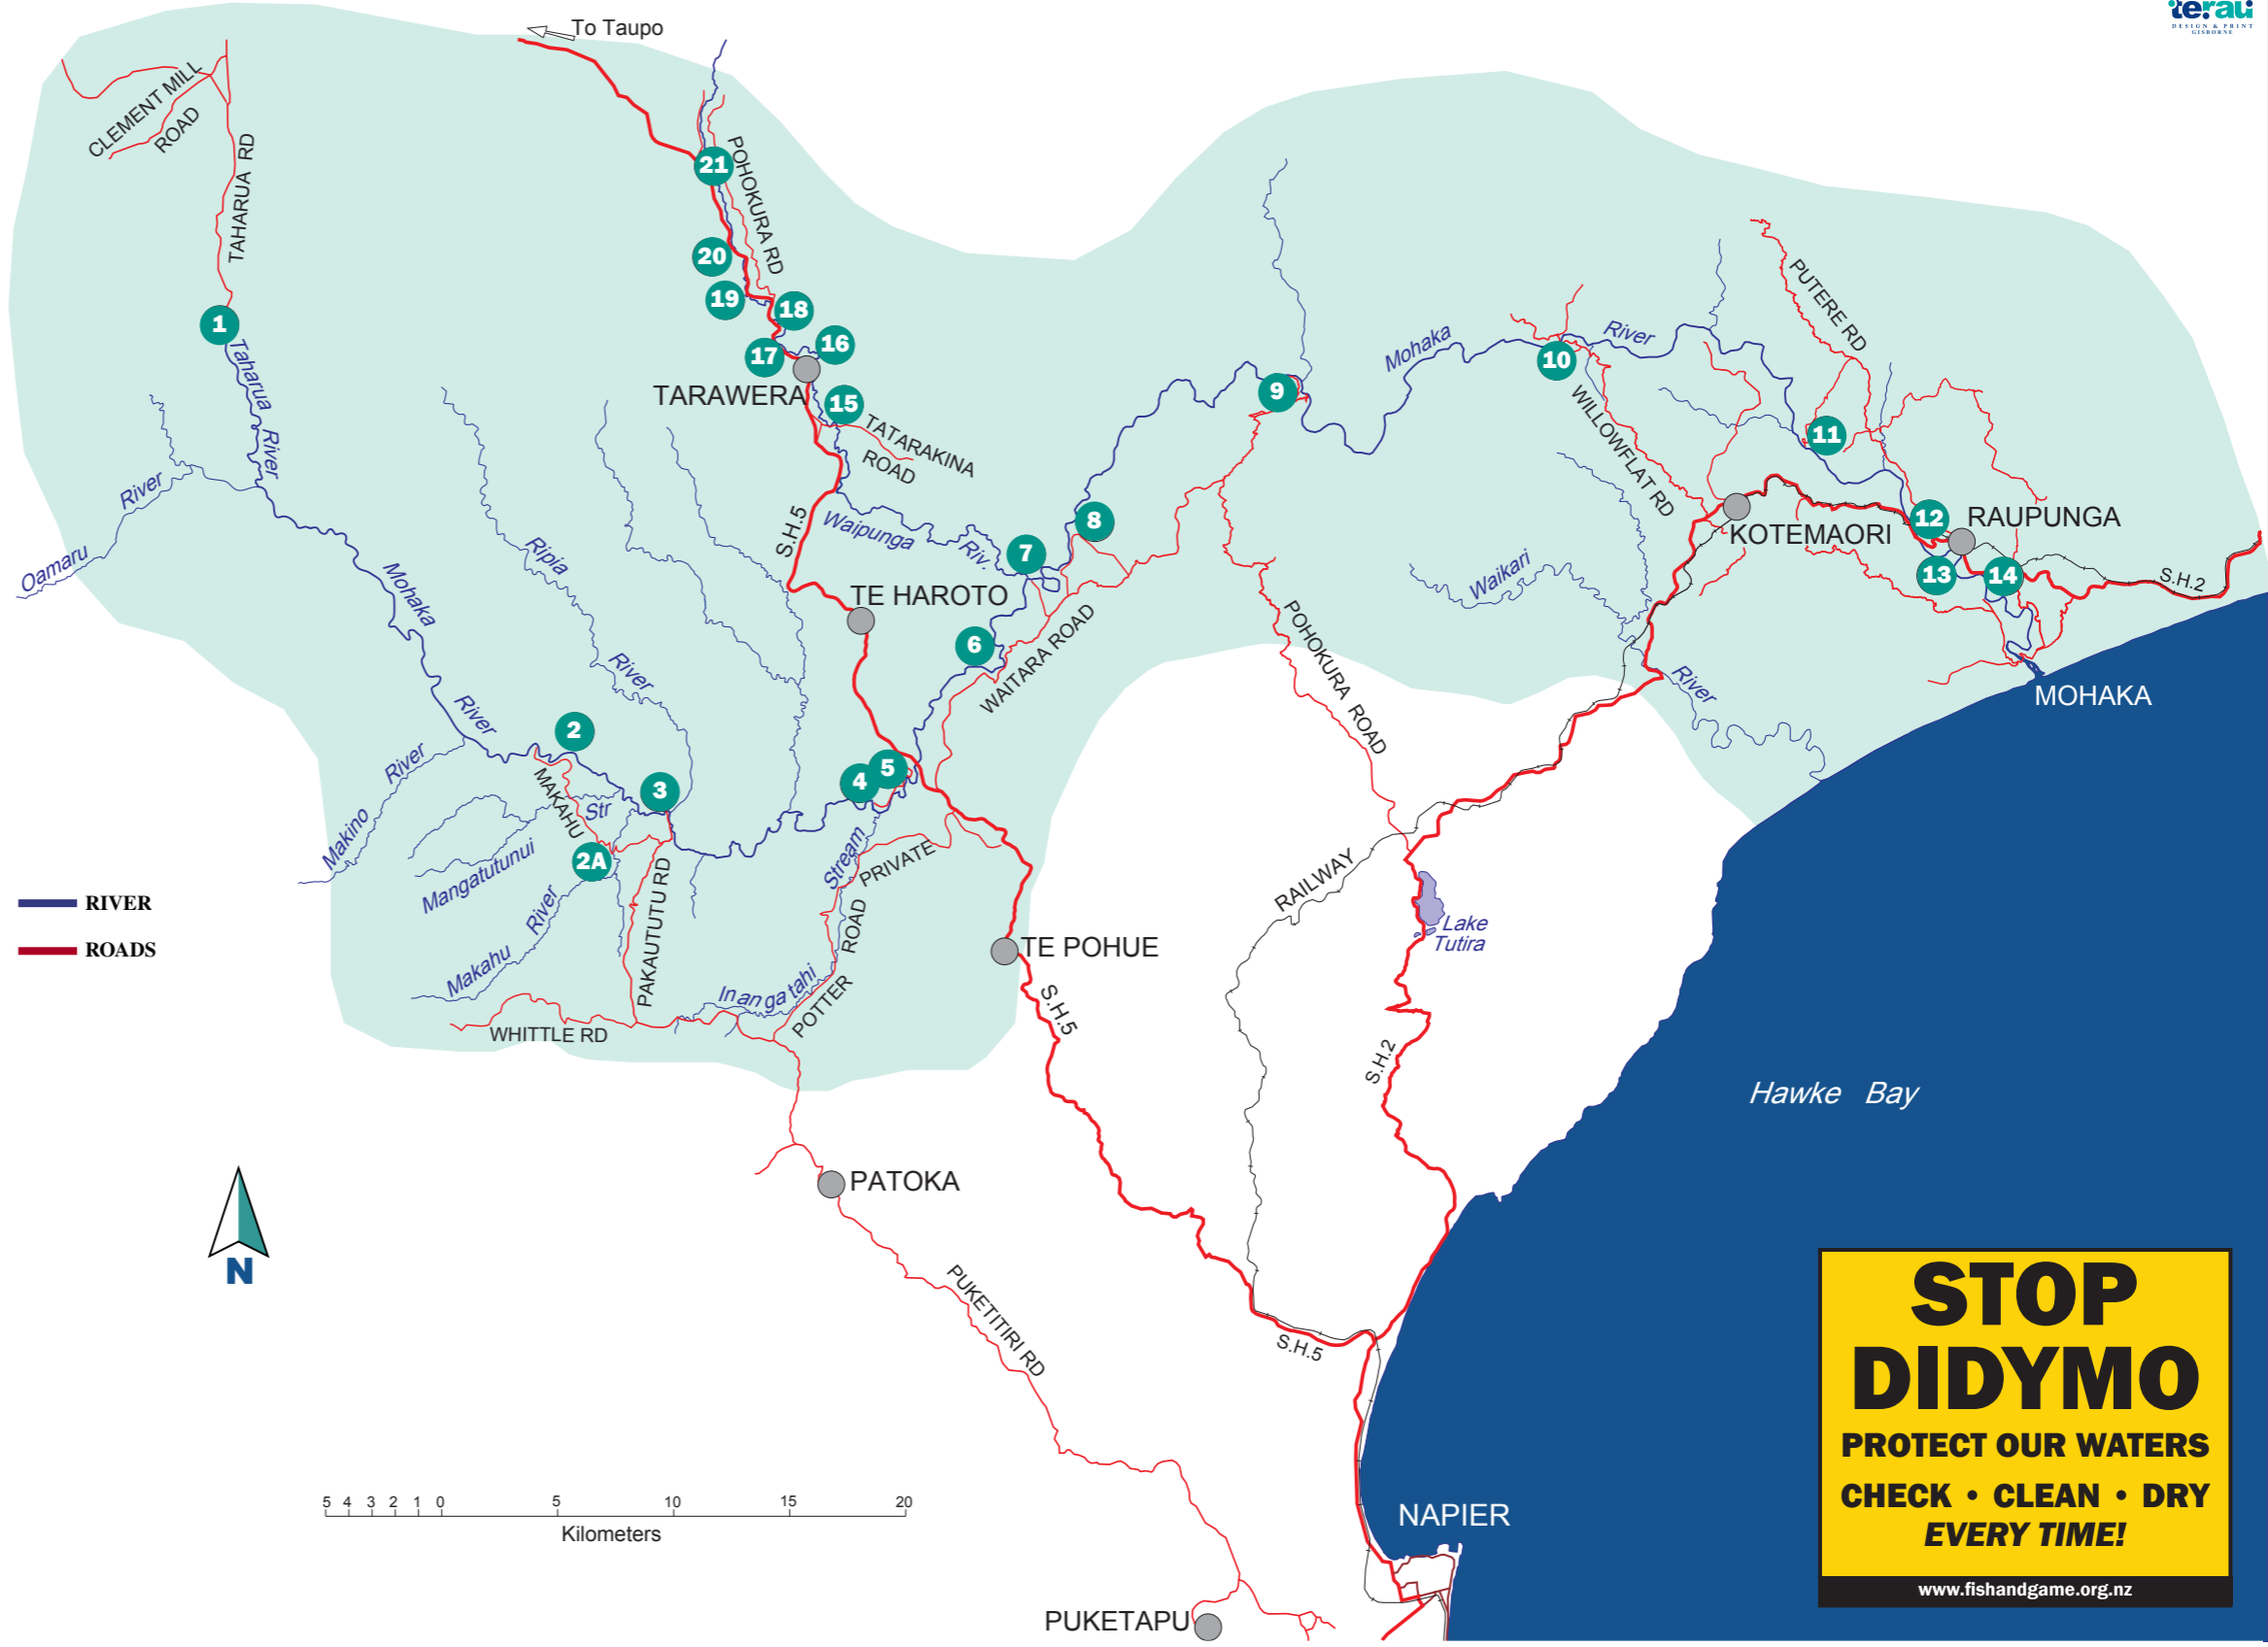 terau
DESIGN & PRINT
GISBORNE
To Taupo
CLEMENT MILL
ROAD
TAHARUA RD
POHOKURA RD
21
20
19
18
17
16
15
TARAWERA
TATARAKINA
ROAD
1
Taharua River
Oamaru River
Mohaka River
Ripia River
S.H.5
Waipunga Riv.
TE HAROTO
7
8
6
WAITARA ROAD
9
Mohaka River
10
WILLOWFLAT RD
PUTERE RD
11
12
RAUPUNGA
KOTEMAORI
13
14
S.H.2
Waikari River
MOHAKA
POHOKURA ROAD
2
3
4
5
MAKAHU
Str
2A
Makino River
Mangatutunui
Makahu River
PAKAUTUTU RD
Stream
PRIVATE
ROAD
POTTER
Inangatahi
WHITTLE RD
RIVER
ROADS
TE POHUE
S.H.5
RAILWAY
Lake
Tutira
S.H.2
Hawke Bay
PATOKA
N
PUKETITIRI RD
S.H.5
5 4 3 2 1 0 5 10 15 20
Kilometers
NAPIER
PUKETAPU
STOP
DIDYMO
PROTECT OUR WATERS
CHECK • CLEAN • DRY
EVERY TIME!
www.fishandgame.org.nz